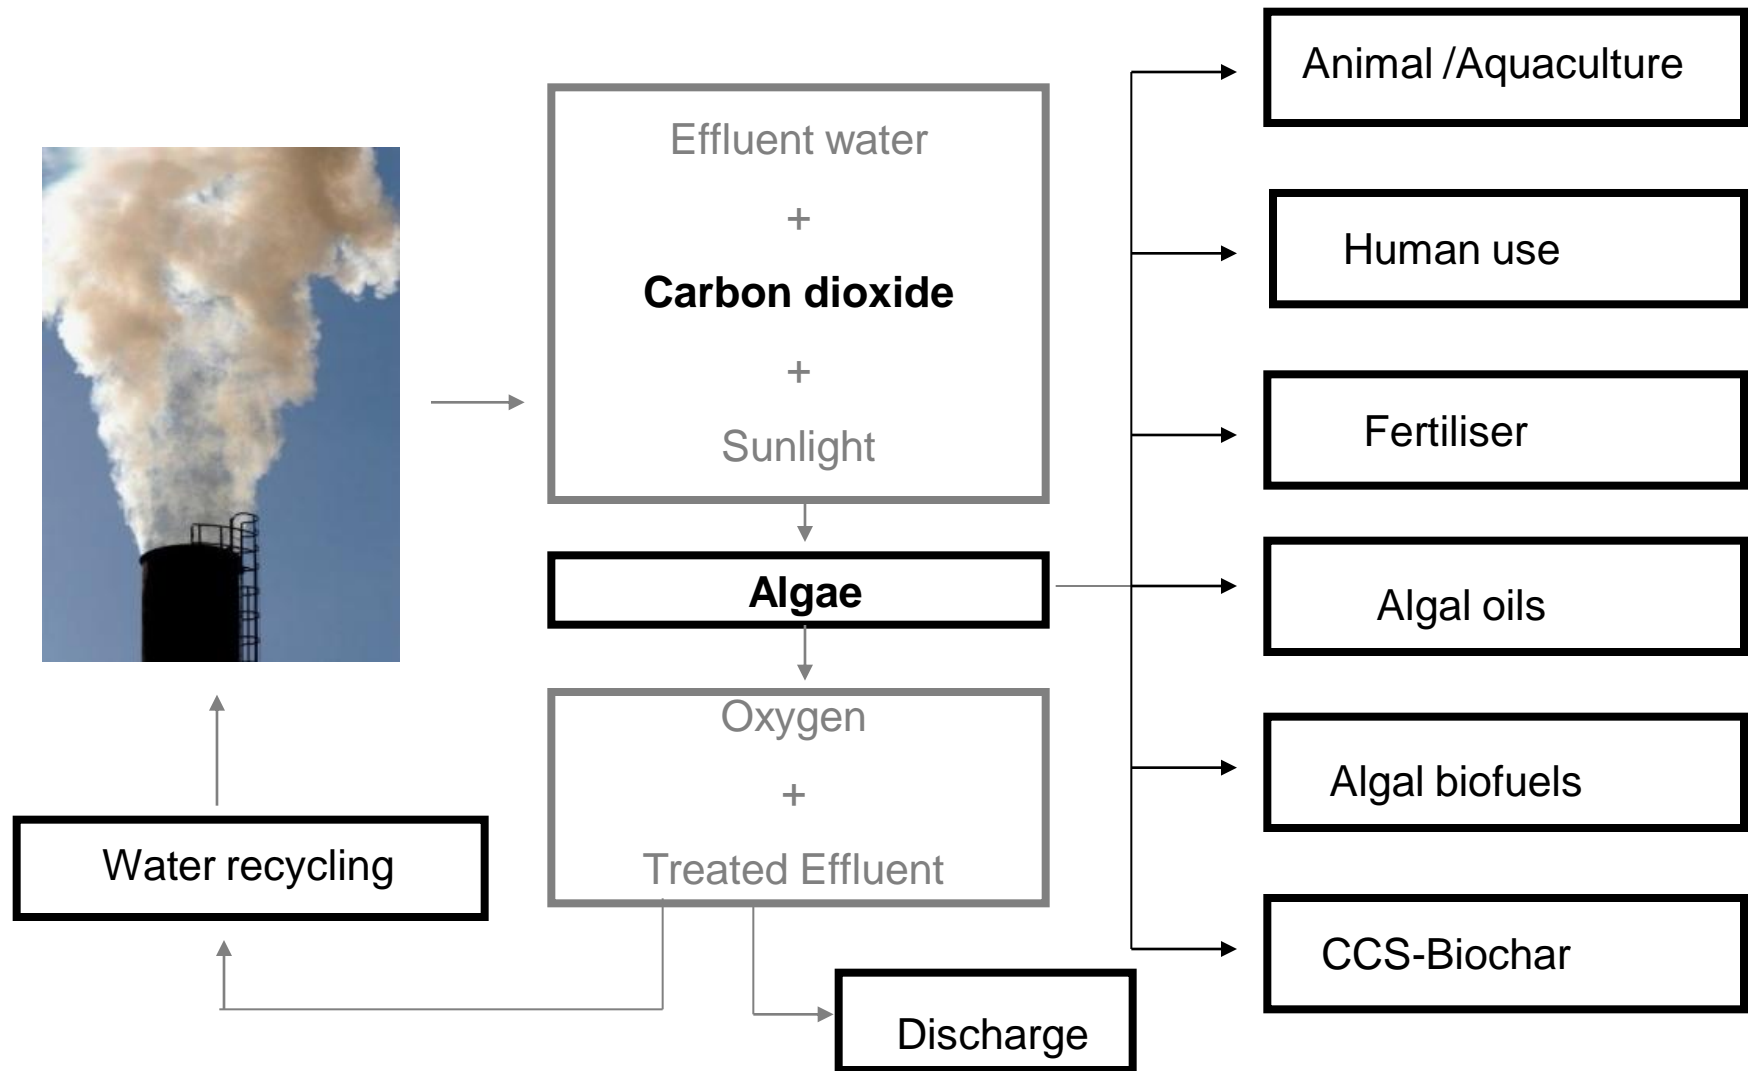 Effluent water
+
Carbon dioxide
+
Sunlight
Algae
Oxygen
+
Treated Effluent
Water recycling
Discharge
Animal /Aquaculture
Human use
Fertiliser
Algal oils
Algal biofuels
CCS-Biochar